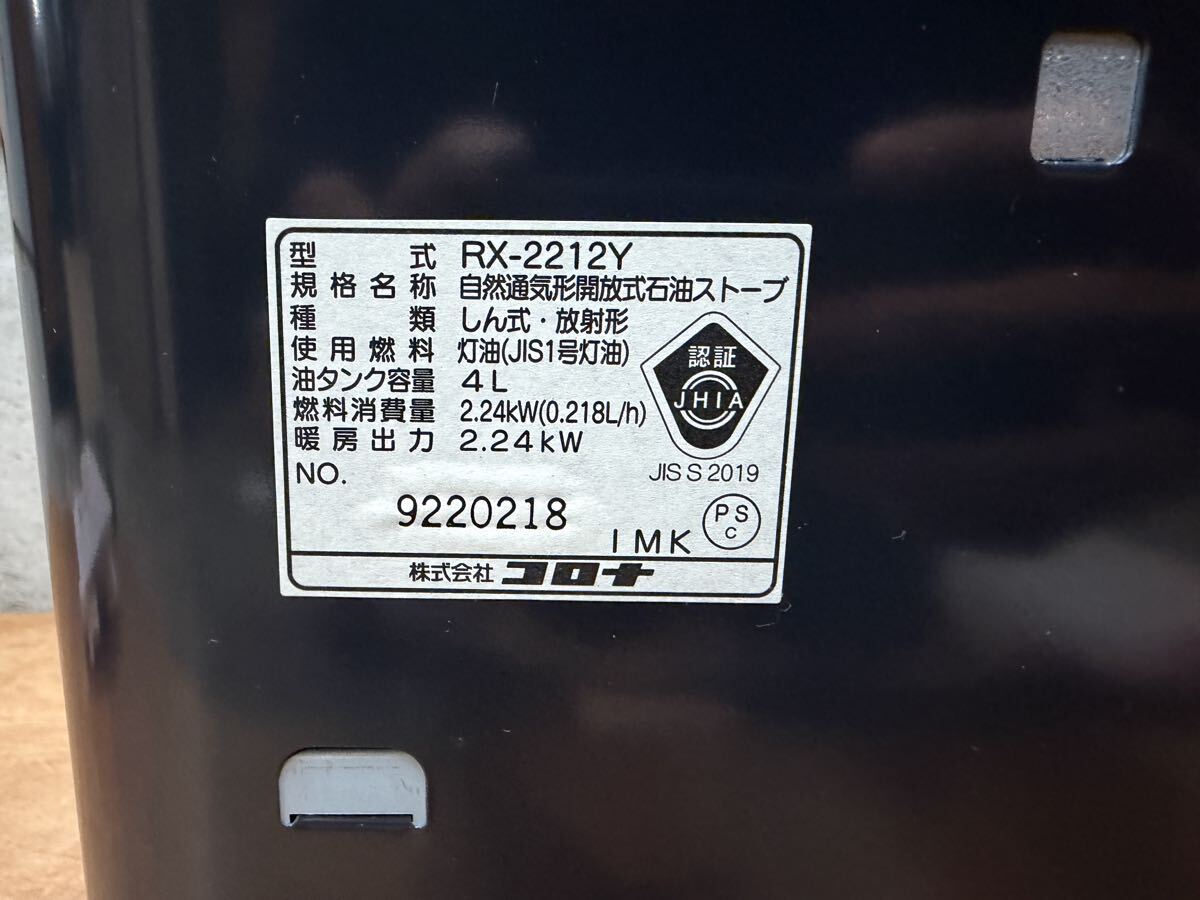 型式 RX-2212Y
規格名称 自然通気形開放式石油ストーブ
種類 しん式・放射形
使用燃料 灯油(JIS1号灯油)
油タンク容量 4L
燃料消費量 2.24kW(0.218L/h)
暖房出力 2.24kW
認証
JHIA
JIS S 2019
NO.
9220218
IMK
PS
C
株式会社 コロナ